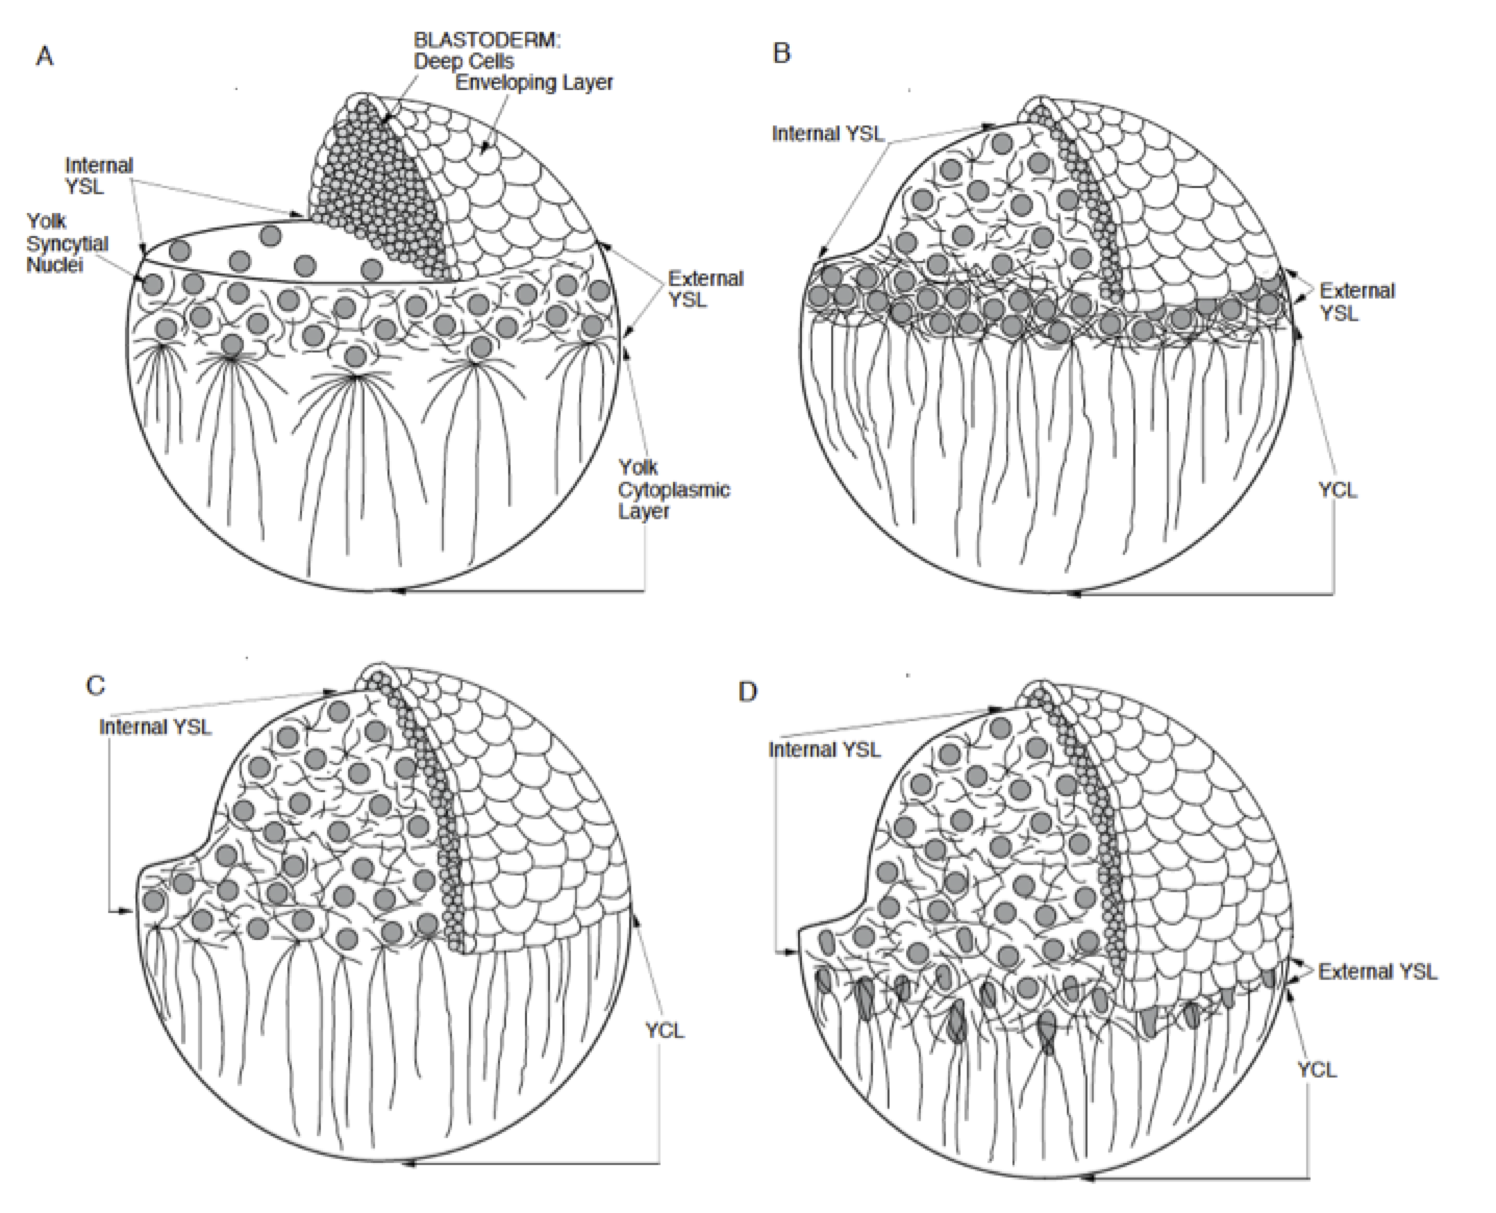 A
BLASTODERM:
Deep Cells
Enveloping Layer
Internal
YSL
Yolk
Syncytial
Nuclei
External
YSL
Yolk
Cytoplasmic
Layer
B
Internal YSL
External
YSL
YCL
C
Internal YSL
YCL
D
Internal YSL
External YSL
YCL